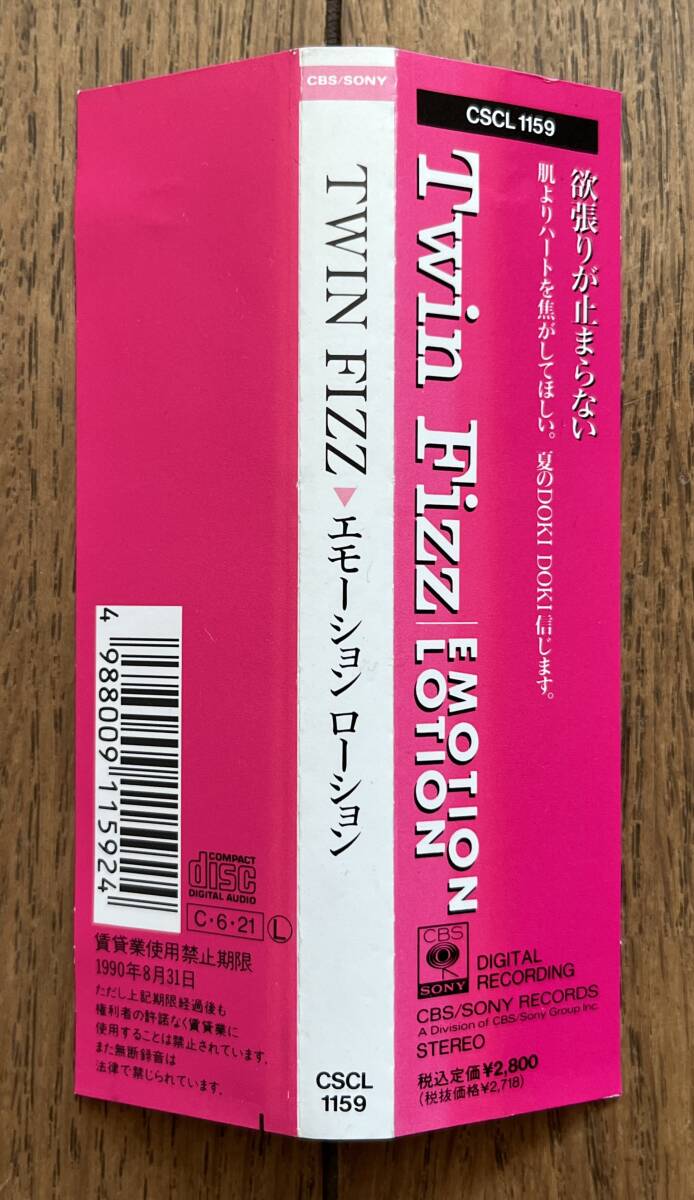 CSCL 1159
欲張りが止まらない
肌よりハートを焦がしてほしい。夏のDOKI DOKI信じます。
Twin Fizz
EMOTION
LOTION
CBS
SONY
DIGITAL
RECORDING
CBS/SONY RECORDS
A Division of CBS/Sony Group Inc.
STEREO
税込定価¥2,800
(税抜価格¥2,718)
CBS/SONY
TWIN FIZZ▼エモーション ローション
CSCL
1159
4 988009 115924
COMPACT
disc
DIGITAL AUDIO
C・6・21 L
賃貸業使用禁止期限
1990年8月31日
ただし上記期限経過後も
権利者の許諾なく賃貸業に
使用することは禁止されています。
また無断録音は
法律で禁じられています。